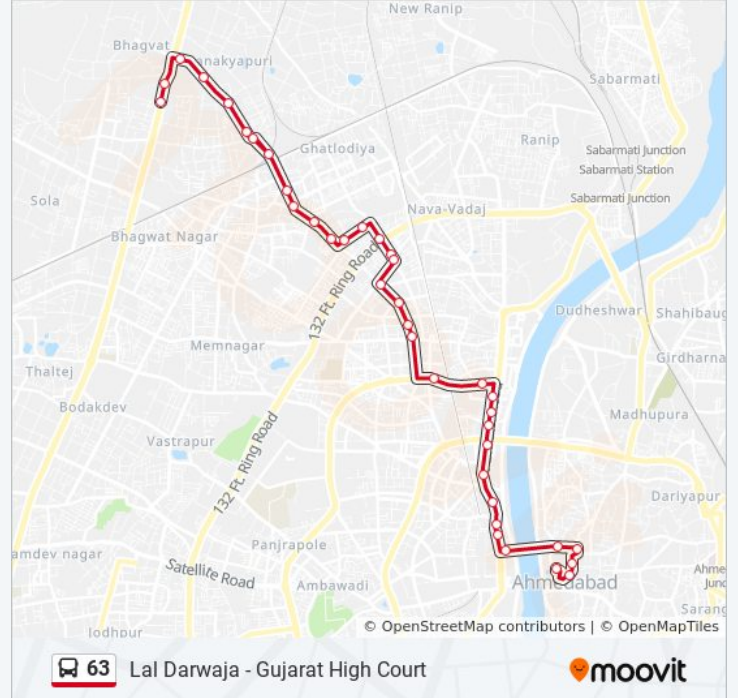 New Ranip
Bhagvat
nakyapuri
Sabarmati
Ghatlodiya
Ranip
Sabarmati Junction
Sabarmati Station
Sabarmati Junction
Sola
Nava-Vadaj
Bhagwat Nagar
132 Ft. Ring Road
Dudheshwar
Shahibaug
Memnagar
Girdharna
Thaltej
Bodakdev
Madhupura
Vastrapur
132 Ft. Ring Road
Dariyapur
Panjrapole
amdev nagar
Satellite Road
Ambawadi
Ahmedabad
Ahme
Junc
Sarang
Jodhpur
© OpenStreetMap contributors | © OpenMapTiles
63 Lal Darwaja - Gujarat High Court
moovit